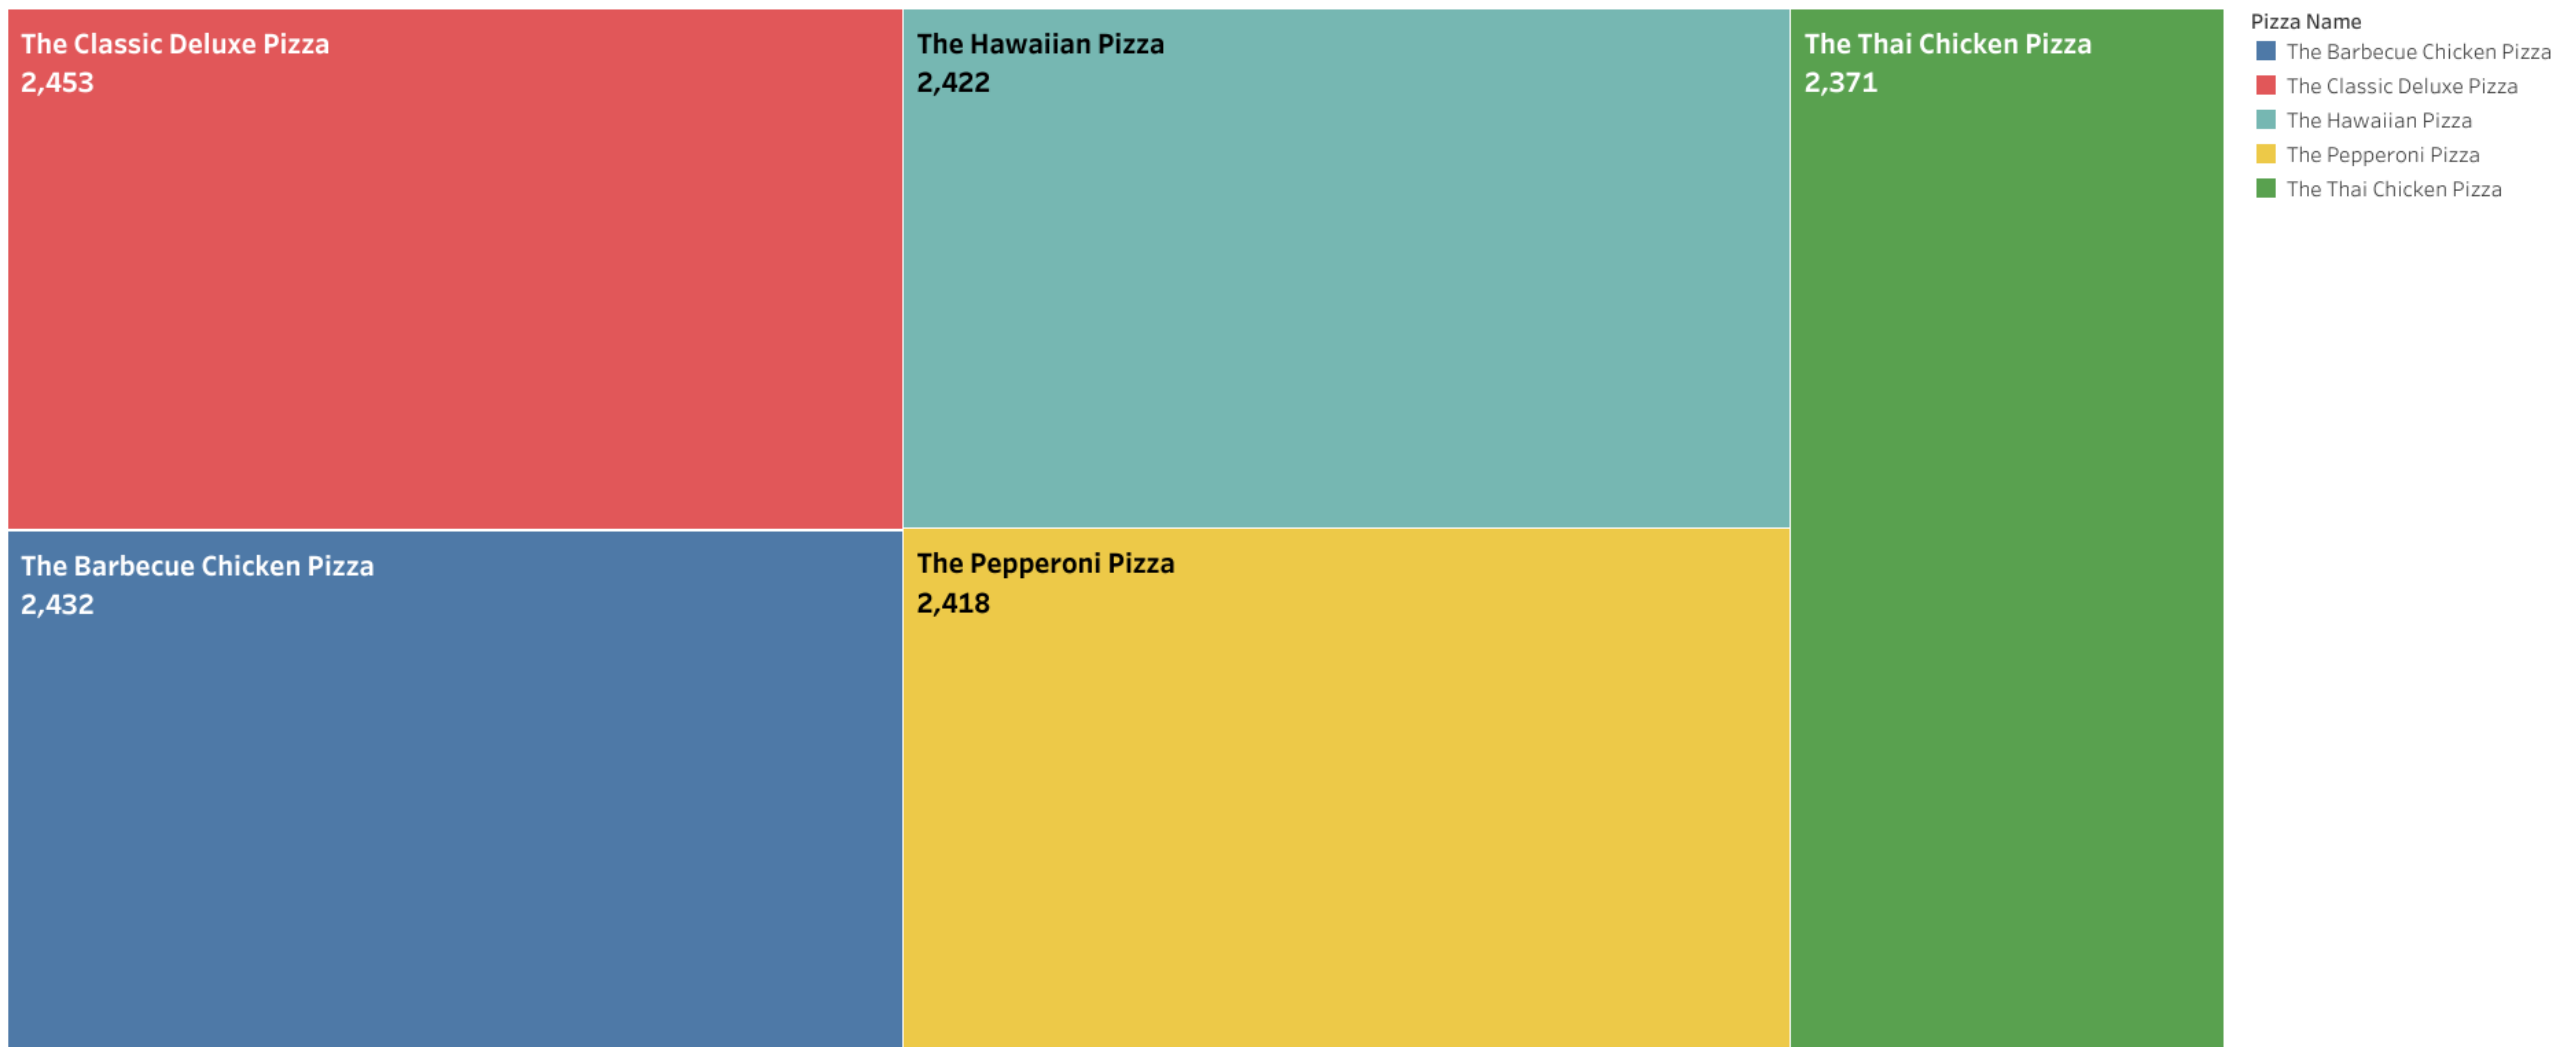 The Classic Deluxe Pizza
2,453
The Hawaiian Pizza
2,422
The Thai Chicken Pizza
2,371
The Barbecue Chicken Pizza
2,432
The Pepperoni Pizza
2,418
Pizza Name
The Barbecue Chicken Pizza
The Classic Deluxe Pizza
The Hawaiian Pizza
The Pepperoni Pizza
The Thai Chicken Pizza